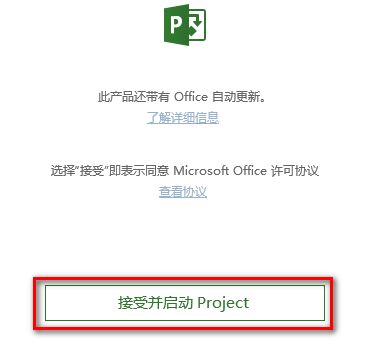 P
此产品还带有 Office 自动更新。
了解详细信息
选择"接受"即表示同意 Microsoft Office 许可协议
查看协议
接受并启动 Project